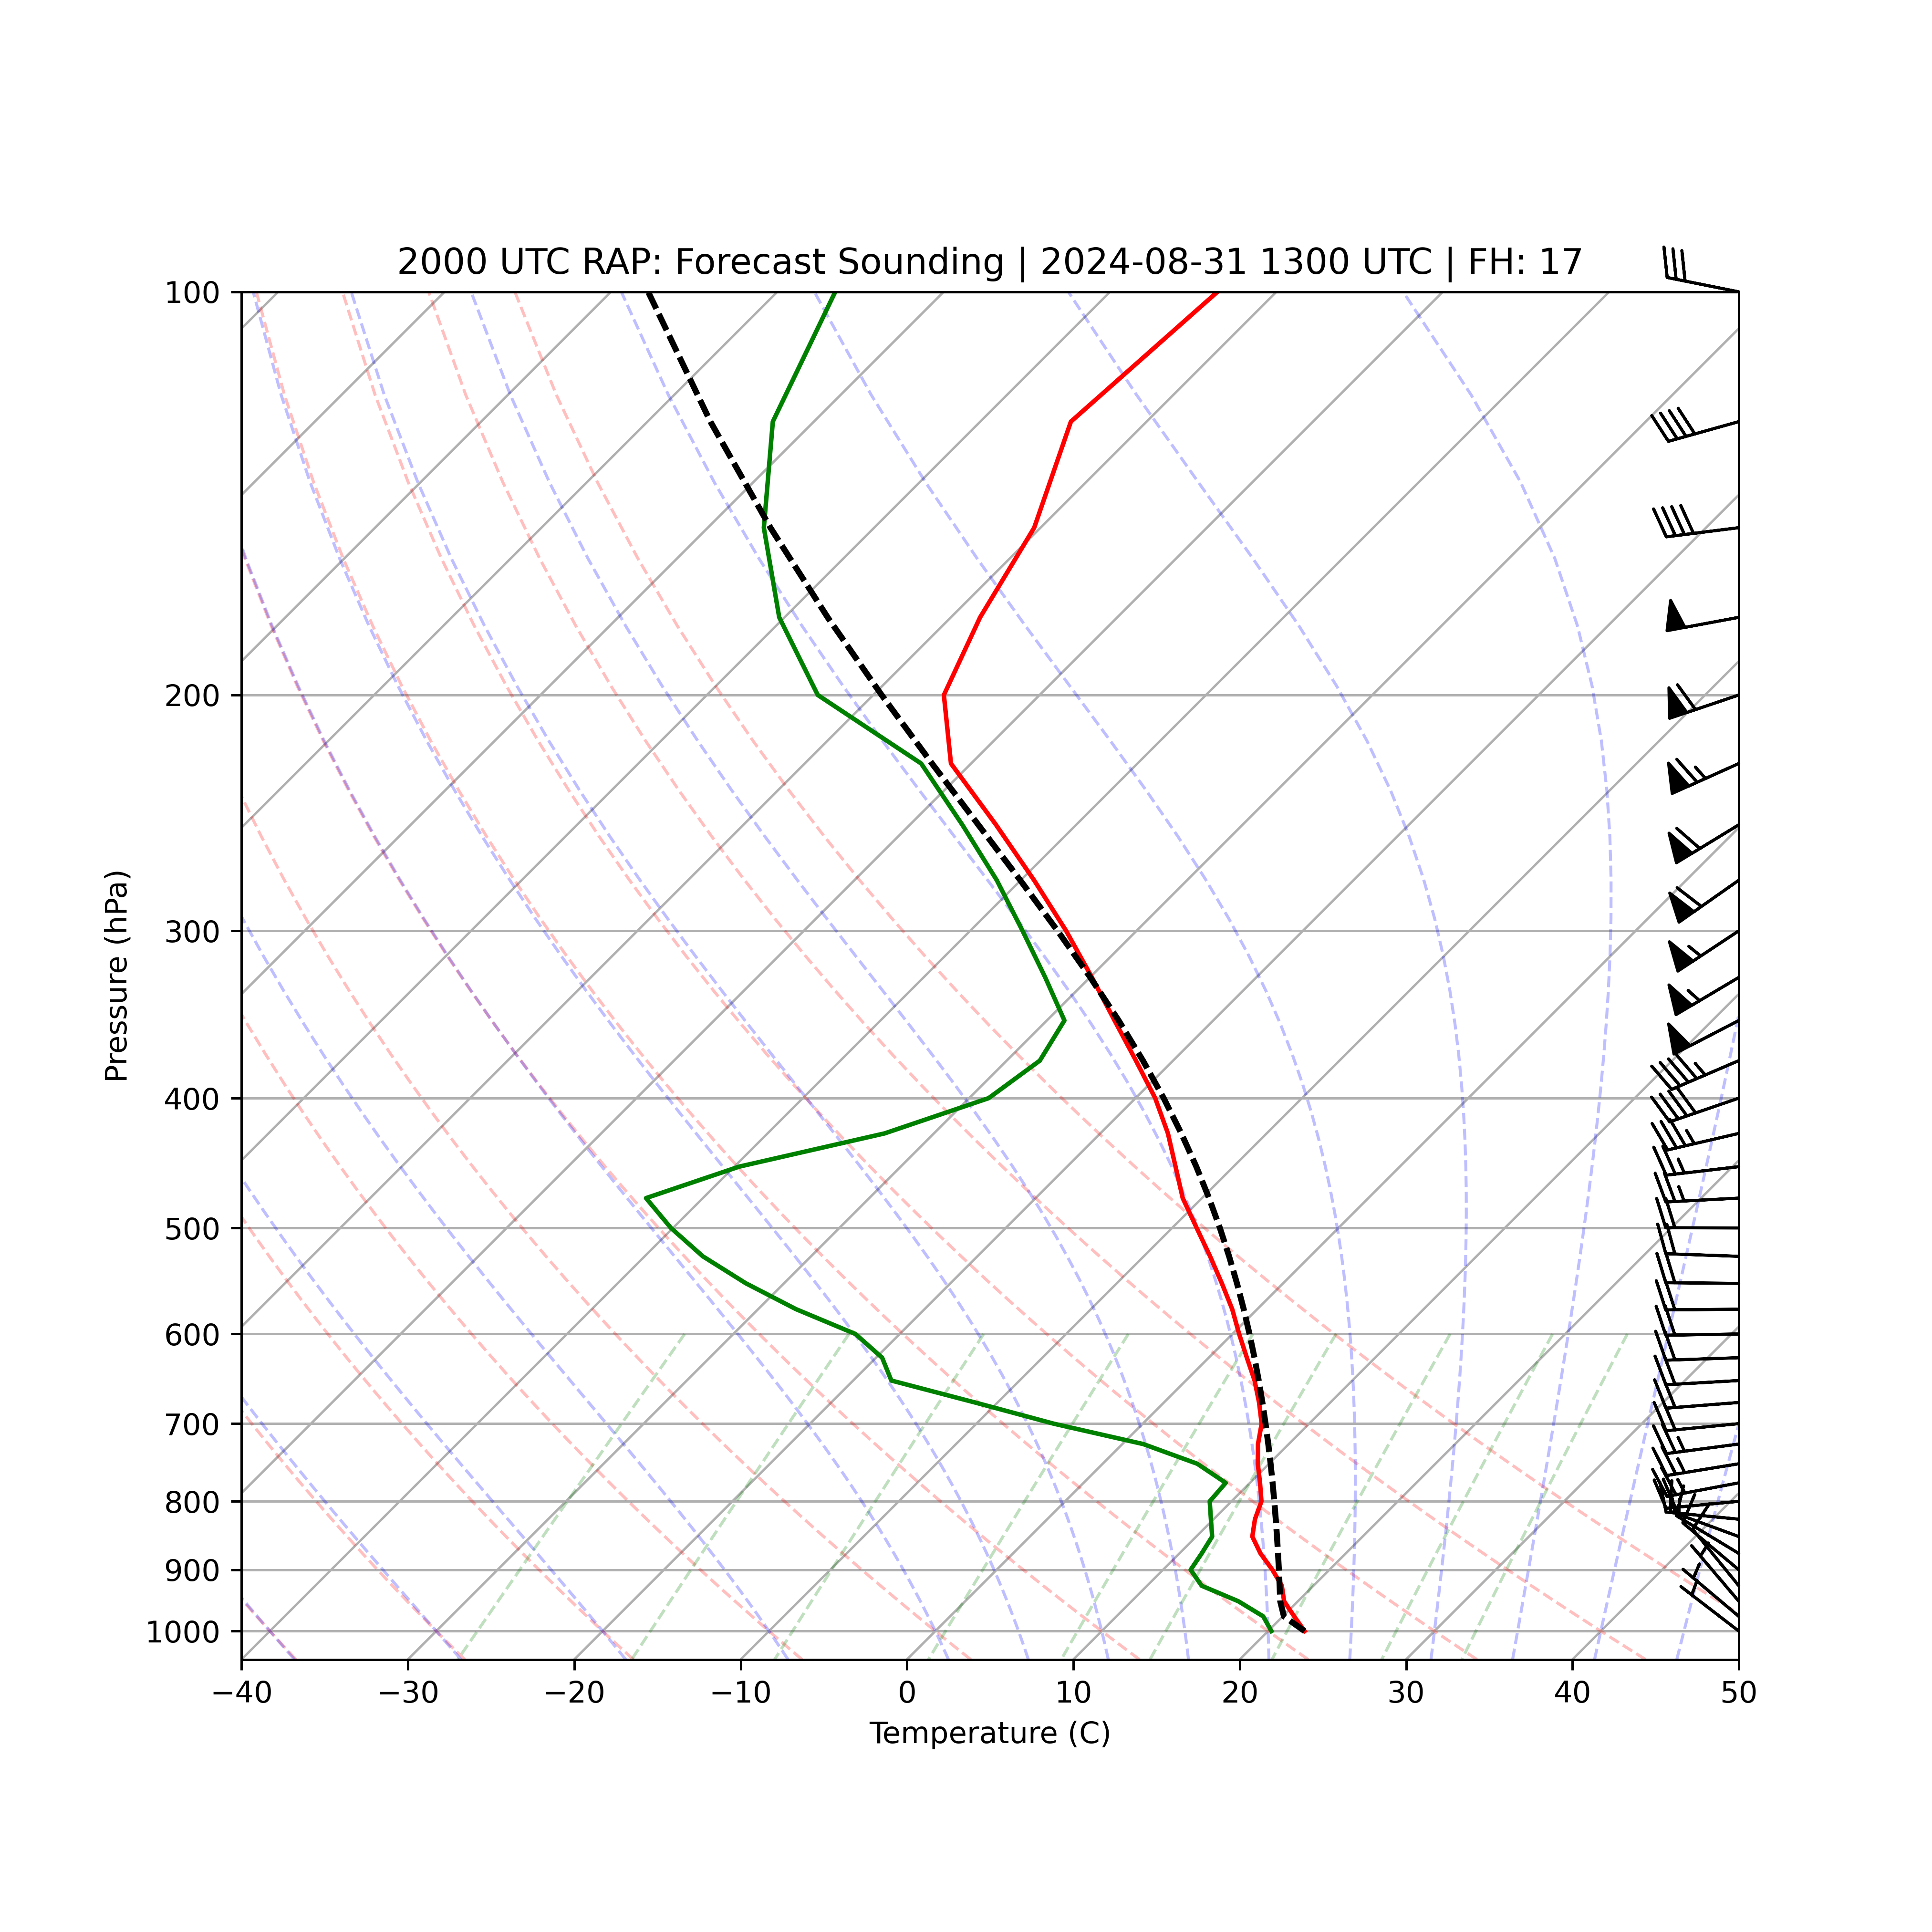 2000 UTC RAP: Forecast Sounding | 2024-08-31 1300 UTC | FH: 17
100
200
300
400
500
600
700
800
900
1000
Pressure (hPa)
−40 −30 −20 −10 0 10 20 30 40 50
Temperature (C)